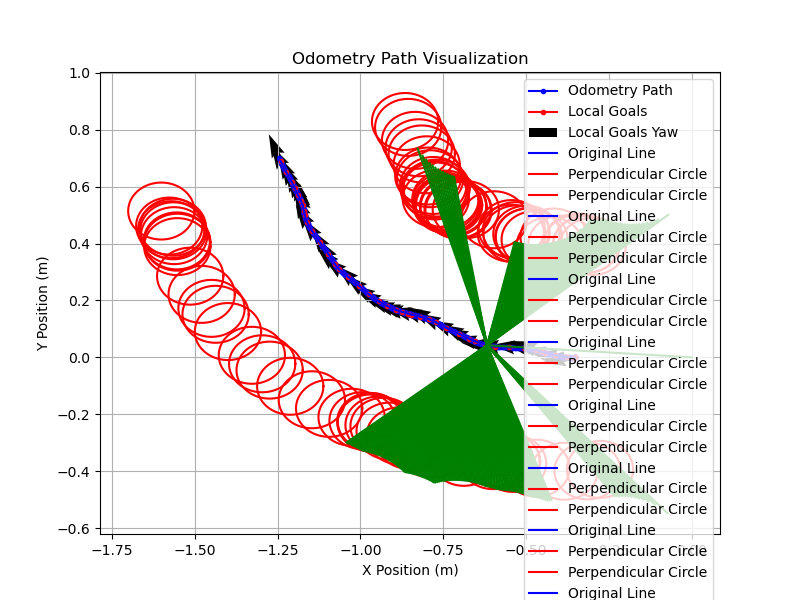 Odometry Path Visualization
Y Position (m)
1.0
0.8
0.6
0.4
0.2
0.0
−0.2
−0.4
−0.6
Odometry Path
Local Goals
Local Goals Yaw
Original Line
Perpendicular Circle
Perpendicular Circle
Original Line
Perpendicular Circle
Perpendicular Circle
Original Line
Perpendicular Circle
Perpendicular Circle
Original Line
Perpendicular Circle
Perpendicular Circle
Original Line
Perpendicular Circle
Perpendicular Circle
Original Line
Perpendicular Circle
Perpendicular Circle
Original Line
Perpendicular Circle
Perpendicular Circle
Original Line
−1.75
−1.50
−1.25
−1.00
−0.75
−0.50
X Position (m)